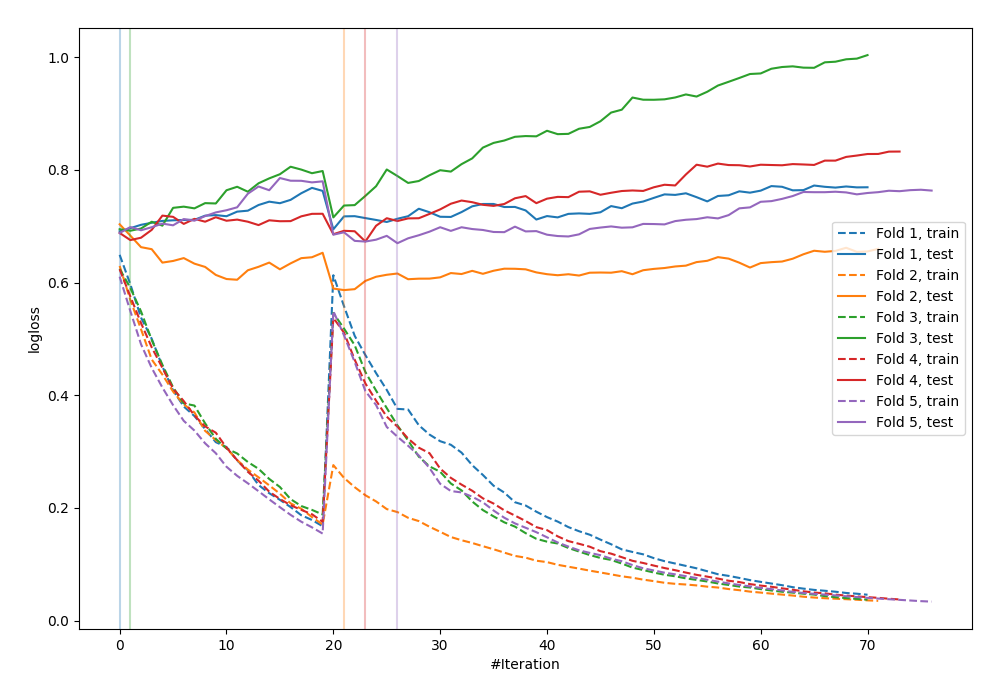 1.0
0.8
0.6
0.4
0.2
0.0
logloss
0
10
20
30
40
50
60
70
#Iteration
Fold 1, train
Fold 1, test
Fold 2, train
Fold 2, test
Fold 3, train
Fold 3, test
Fold 4, train
Fold 4, test
Fold 5, train
Fold 5, test